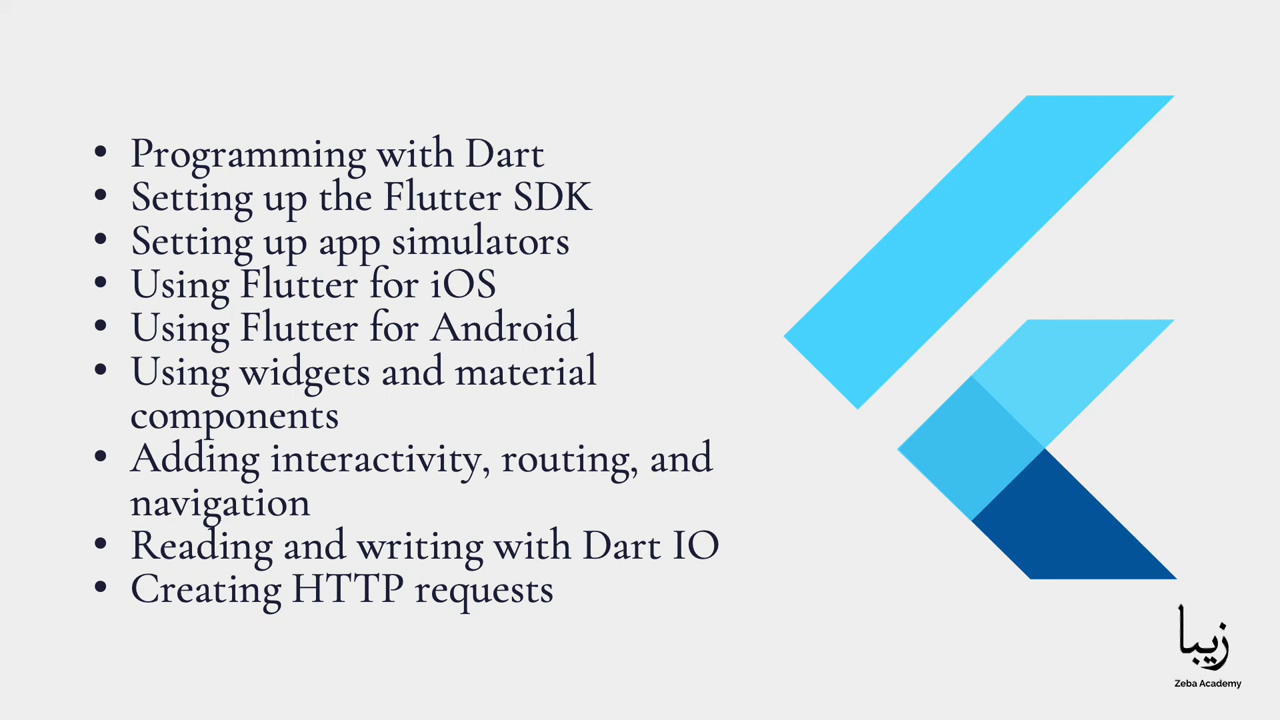 • Programming with Dart
• Setting up the Flutter SDK
• Setting up app simulators
• Using Flutter for iOS
• Using Flutter for Android
• Using widgets and material
components
• Adding interactivity, routing, and
navigation
• Reading and writing with Dart IO
• Creating HTTP requests
زیبا
Zeba Academy